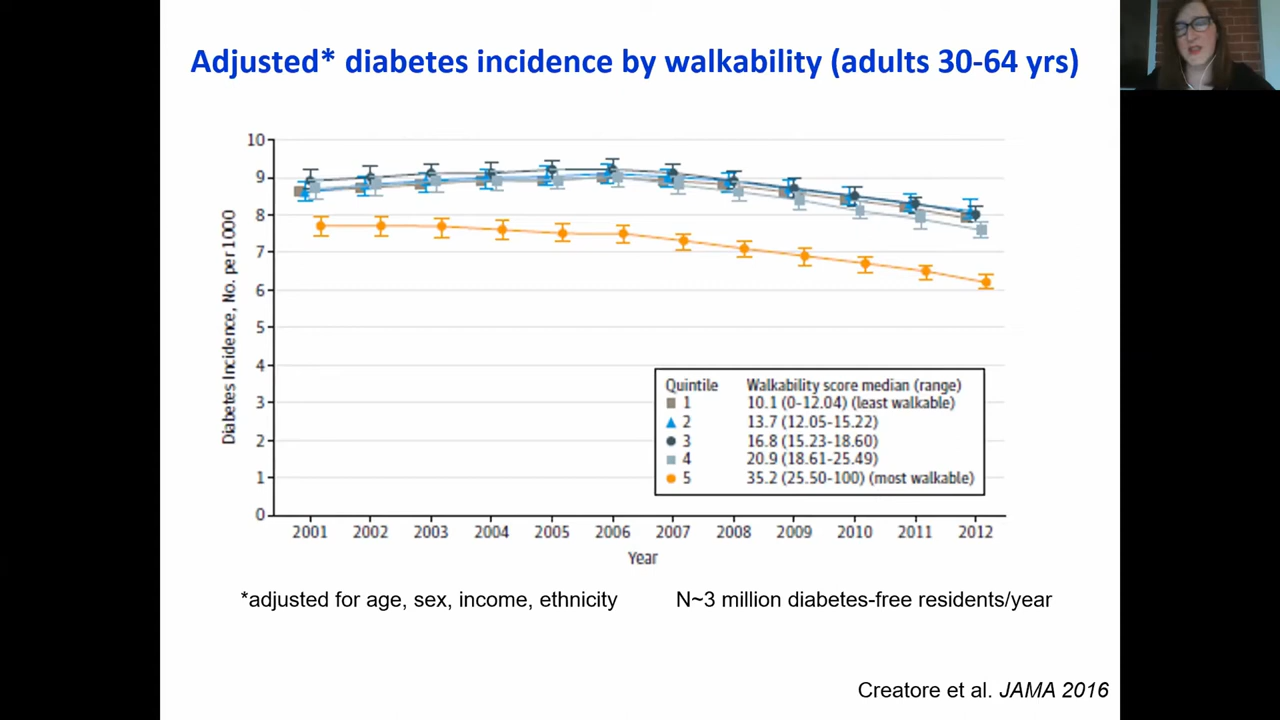 Adjusted* diabetes incidence by walkability (adults 30-64 yrs)
10
9
8
7
6
5
4
3
2
1
0
Diabetes Incidence, No. per 1000
Quintile Walkability score median (range)
1 10.1 (0-12.04) (least walkable)
2 13.7 (12.05-15.22)
3 16.8 (15.23-18.60)
4 20.9 (18.61-25.49)
5 35.2 (25.50-100) (most walkable)
2001 2002 2003 2004 2005 2006 2007 2008 2009 2010 2011 2012
Year
*adjusted for age, sex, income, ethnicity N~3 million diabetes-free residents/year
Creatore et al. JAMA 2016